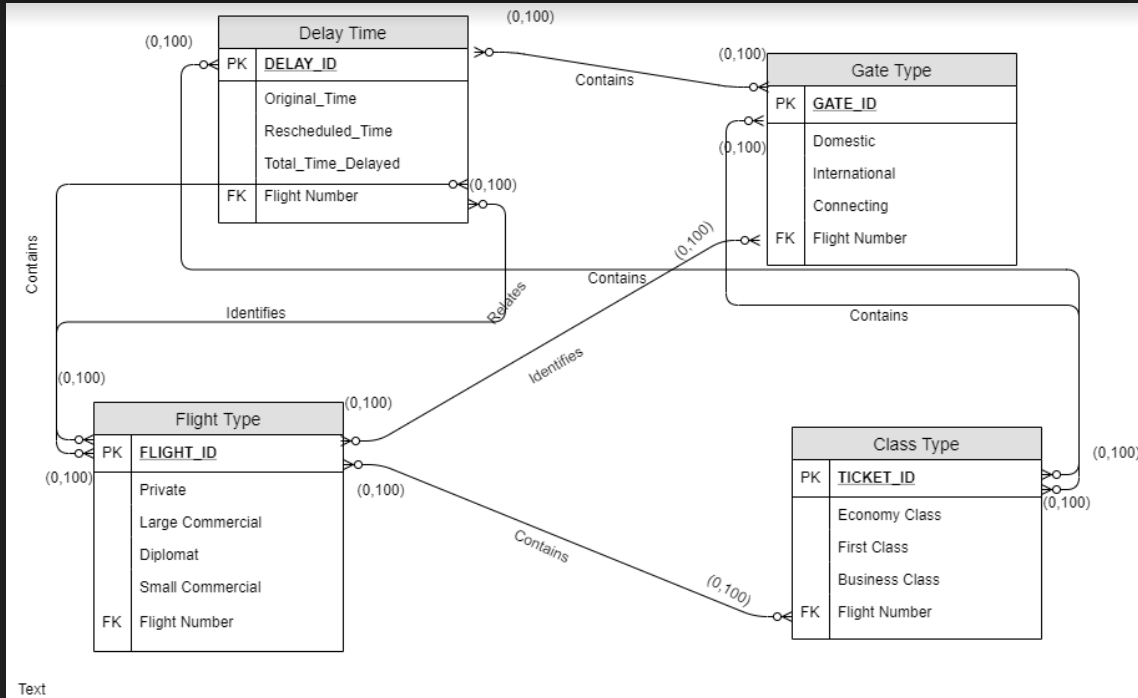 (0,100)
Delay Time
(0,100)
PK DELAY_ID
Original_Time
Rescheduled_Time
Total_Time_Delayed
FK Flight Number
(0,100)
Contains
(0,100)
Gate Type
PK GATE_ID
(0,100)
Domestic
International
Connecting
FK Flight Number
(0,100)
Contains
Contains
Relates
Identifies
Contains
Identifies
(0,100)
(0,100)
Flight Type
PK FLIGHT_ID
(0,100)
Private
Large Commercial
Diplomat
Small Commercial
FK Flight Number
(0,100)
Contains
(0,100)
Class Type
(0,100)
PK TICKET_ID
(0,100)
Economy Class
First Class
Business Class
FK Flight Number
Text